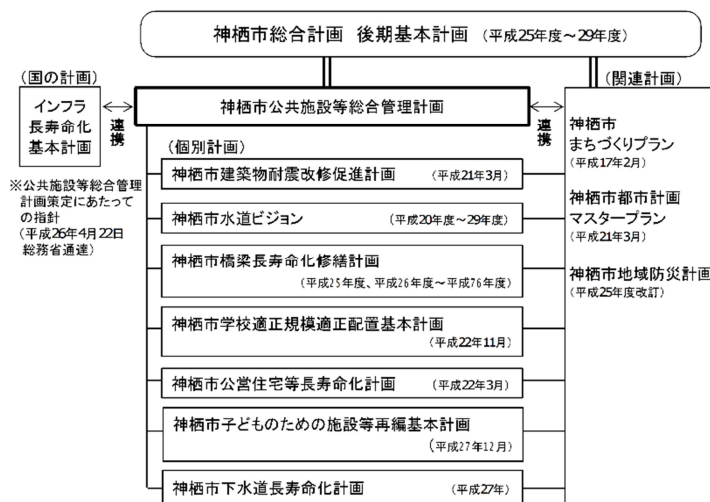 神栖市総合計画 後期基本計画 (平成25年度～29年度)
(国の計画)
(関連計画)
インフラ
長寿命化
基本計画
連携
神栖市公共施設等総合管理計画
連携
※公共施設等総合管理
計画策定にあたって
の指針
(平成26年4月22日
総務省通達)
(個別計画)
神栖市建築物耐震改修促進計画 (平成21年3月)
神栖市水道ビジョン (平成20年度～29年度)
神栖市橋梁長寿命化修繕計画
(平成25年度、平成26年度～平成76年度)
神栖市学校適正規模適正配置基本計画
(平成22年11月)
神栖市公営住宅等長寿命化計画 (平成22年3月)
神栖市子どものための施設等再編基本計画
(平成27年12月)
神栖市下水道長寿命化計画 (平成27年)
神栖市
まちづくりプラン
(平成17年2月)
神栖市都市計画
マスタープラン
(平成21年3月)
神栖市地域防災計画
(平成25年度改訂)